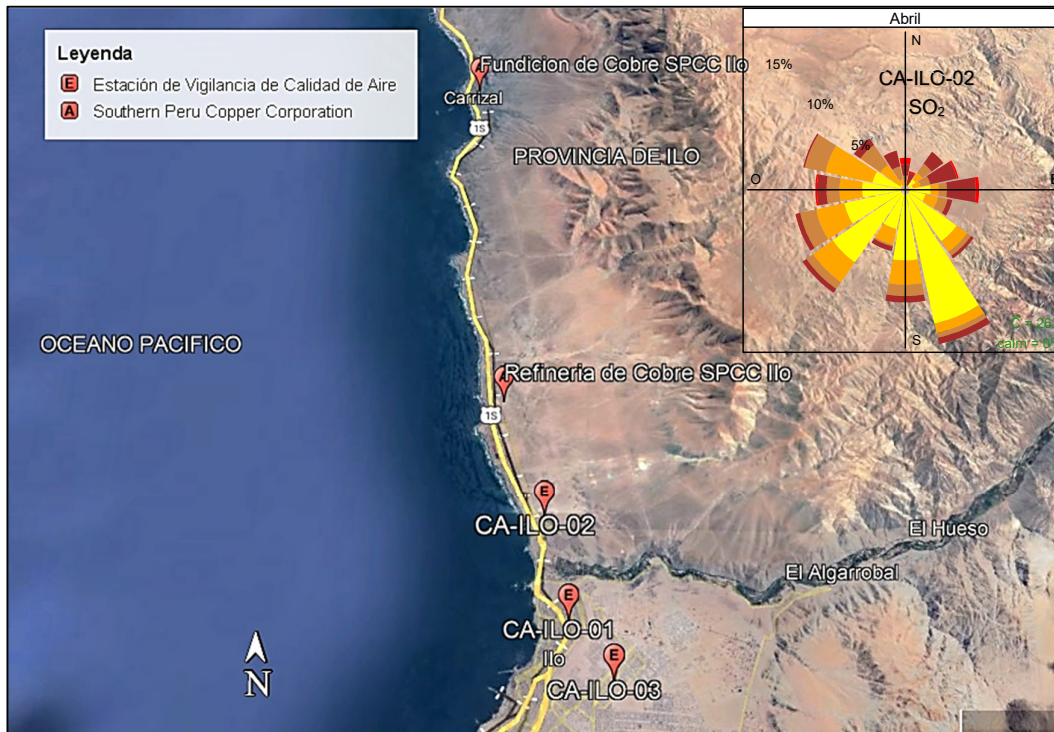 Leyenda
E Estación de Vigilancia de Calidad de Aire
A Southern Peru Copper Corporation
Abril
N
15%
CA-ILO-02
SO₂
10%
5%
O
S
A
Fundicion de Cobre SPCC Ilo
Carrizal
1S
PROVINCIA DE ILO
OCEANO PACIFICO
A
Refineria de Cobre SPCC Ilo
1S
E
CA-ILO-02
El Hueso
El Algarrobal
E
CA-ILO-01
Ilo
E
CA-ILO-03
N